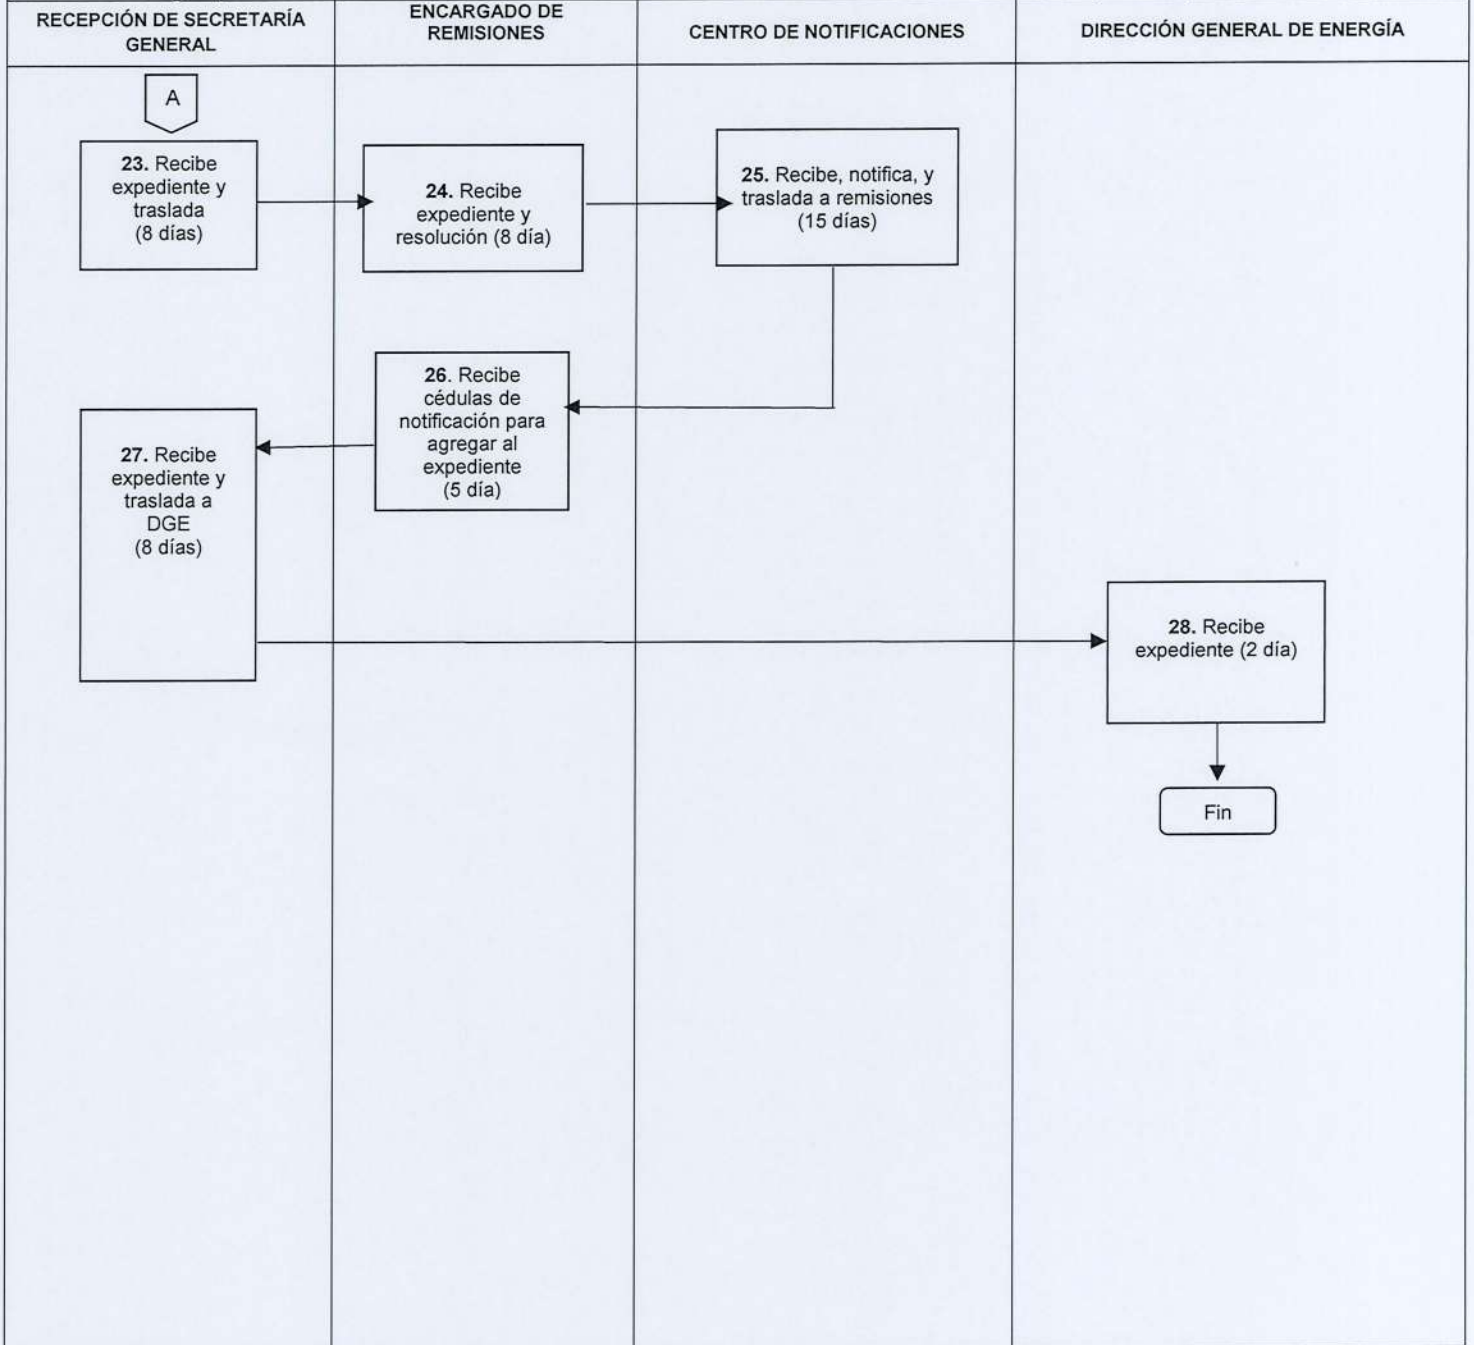 RECEPCIÓN DE SECRETARÍA
GENERAL
ENCARGADO DE
REMISIONES
CENTRO DE NOTIFICACIONES
DIRECCIÓN GENERAL DE ENERGÍA
A
23. Recibe
expediente y
traslada
(8 días)
24. Recibe
expediente y
resolución (8 día)
25. Recibe, notifica, y
traslada a remisiones
(15 días)
26. Recibe
cédulas de
notificación para
agregar al
expediente
(5 día)
27. Recibe
expediente y
traslada a
DGE
(8 días)
28. Recibe
expediente (2 día)
Fin